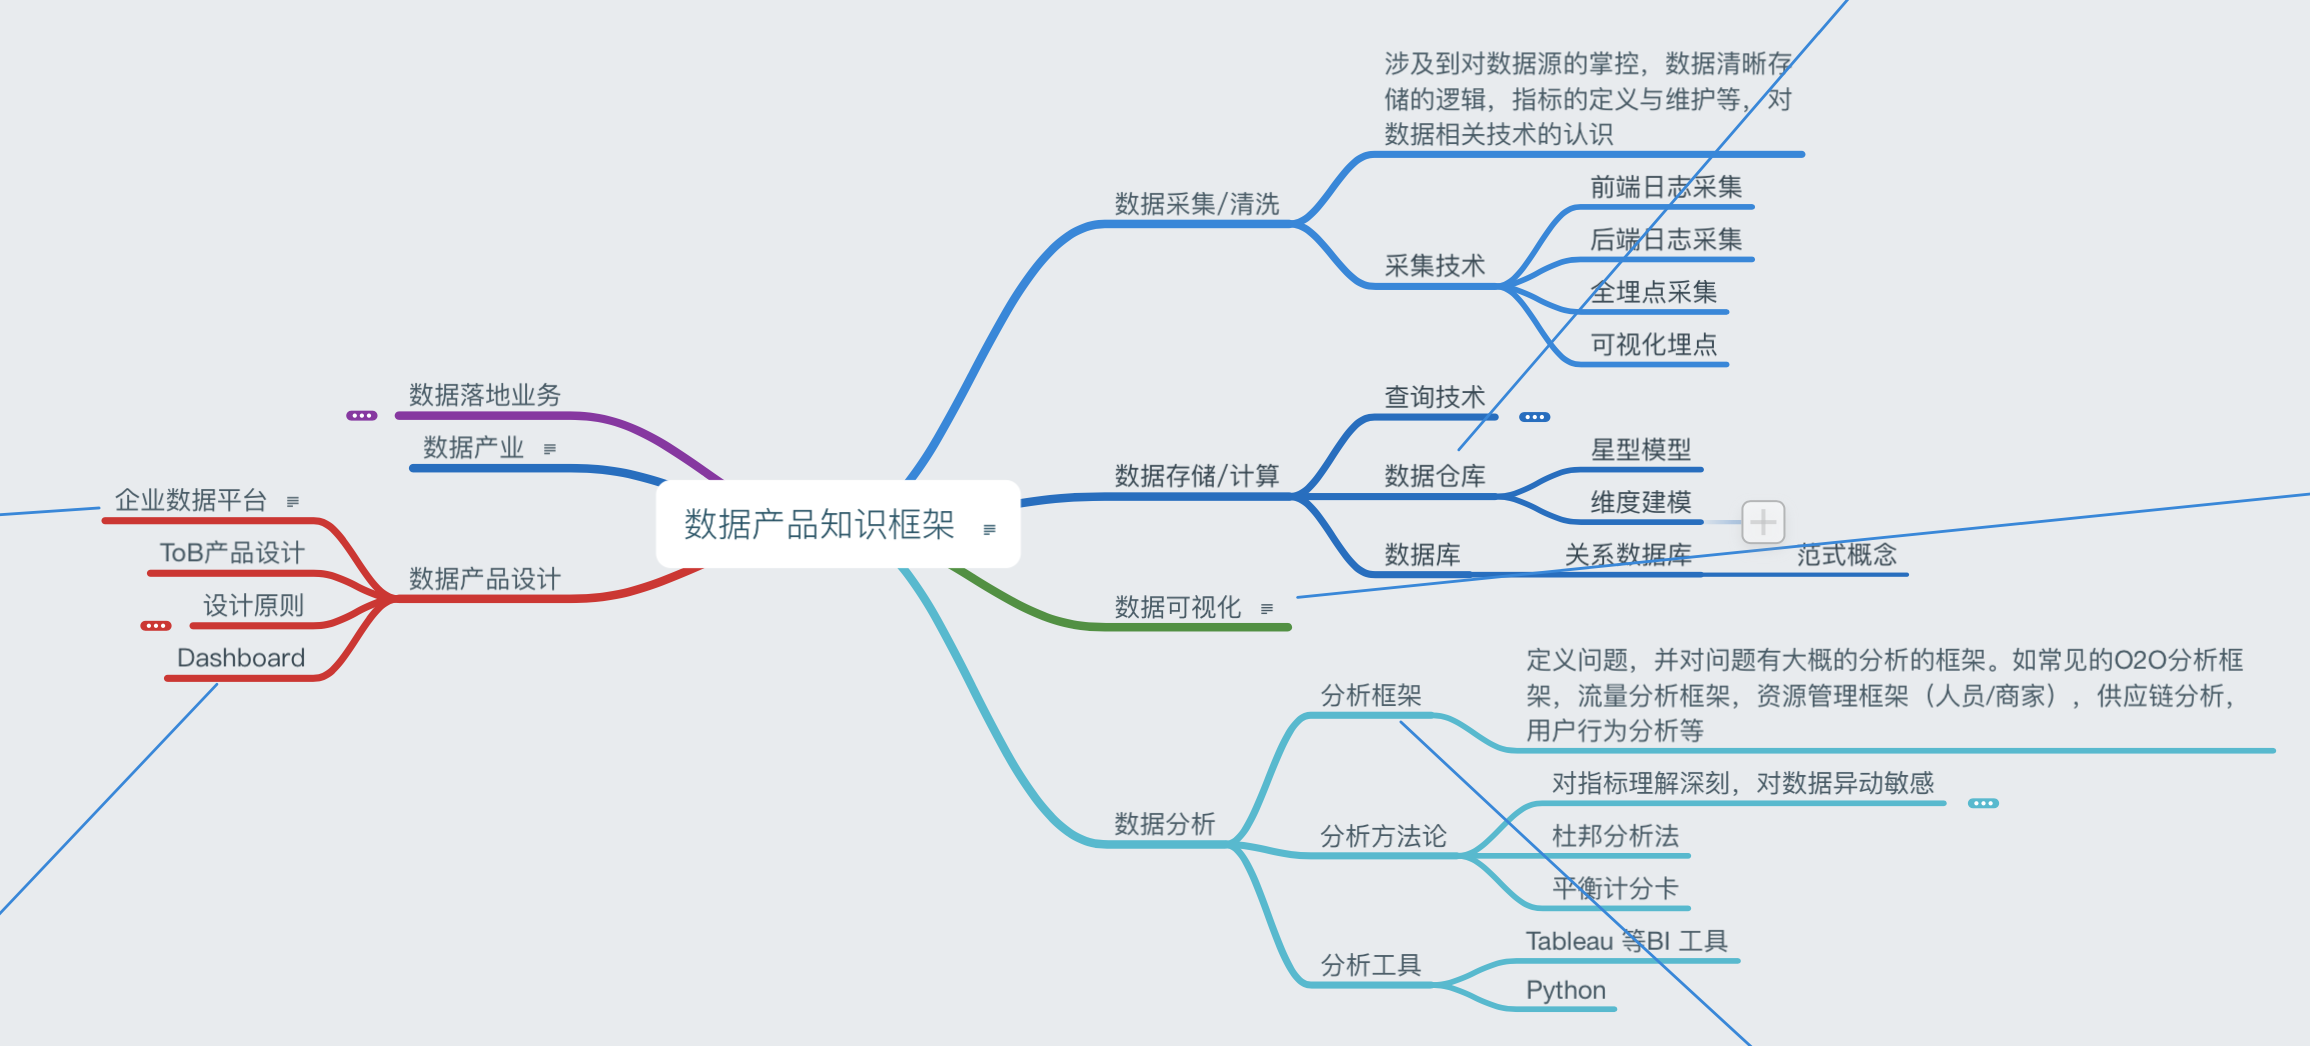 数据产品知识框架
数据采集/清洗
涉及到对数据源的掌控，数据清晰存
储的逻辑，指标的定义与维护等，对
数据相关技术的认识
采集技术
前端日志采集
后端日志采集
全埋点采集
可视化埋点
数据存储/计算
查询技术
数据仓库
星型模型
维度建模
数据库
关系数据库
范式概念
数据可视化
数据分析
分析框架
定义问题，并对问题有大概的分析的框架。如常见的O2O分析框
架，流量分析框架，资源管理框架（人员/商家），供应链分析，
用户行为分析等
分析方法论
对指标理解深刻，对数据异动敏感
杜邦分析法
平衡计分卡
分析工具
Tableau 等BI 工具
Python
数据落地业务
数据产业
数据产品设计
企业数据平台
ToB产品设计
设计原则
Dashboard